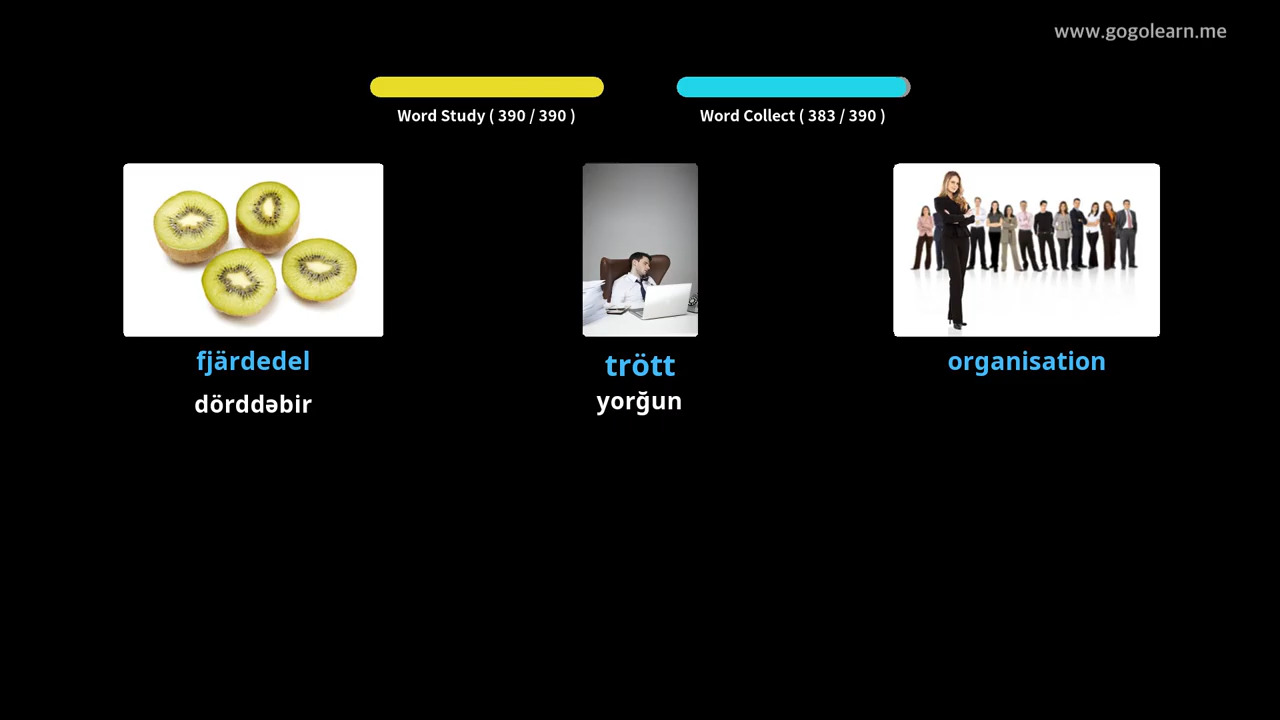 www.gogolearn.me
Word Study ( 390 / 390 )
Word Collect ( 383 / 390 )
fjärdedel
dörddəbir
trött
yorğun
organisation